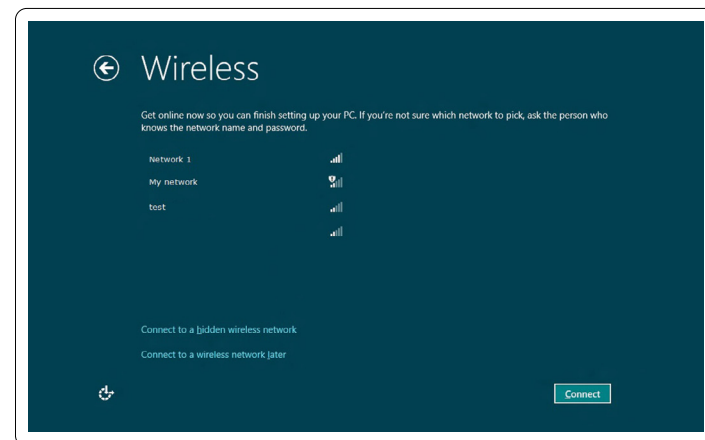 Wireless
Get online now so you can finish setting up your PC. If you're not sure which network to pick, ask the person who
knows the network name and password.
Network 1
My network
test
Connect to a hidden wireless network
Connect to a wireless network later
Connect